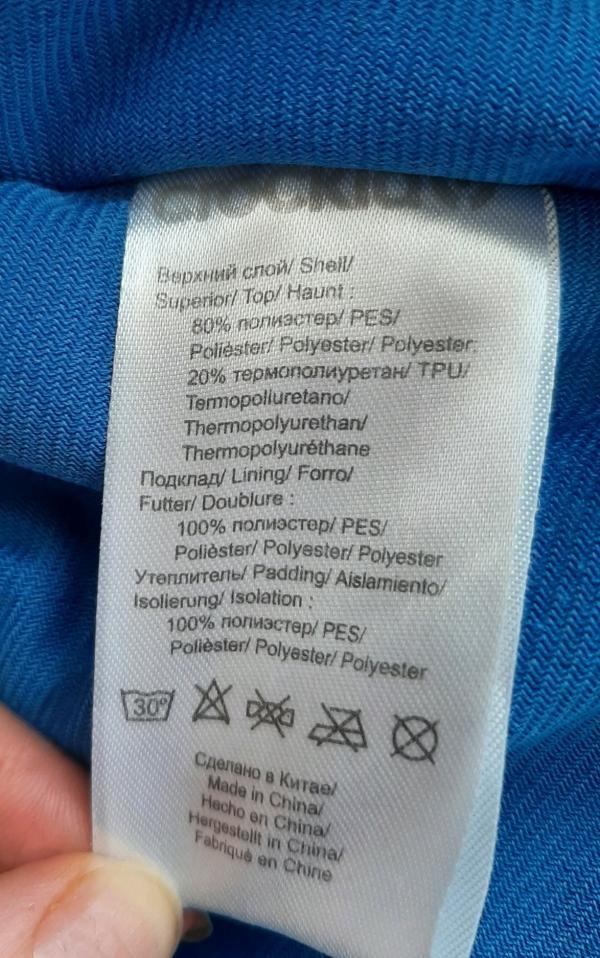 Верхний слой/ Shell/
Superior/ Top/ Haunt :
80% полиэстер/ PES/
Polièster/ Polyester/ Polyester.
20% термополиуретан/ TPU/
Termopoliuretano/
Thermopolyurethan/
Thermopolyuréthane
Подклад/ Lining/ Forro/
Futter/ Doublure :
100% полиэстер/ PES/
Polièster/ Polyester/ Polyester
Утеплитель/ Padding/ Aislamiento/
Isolierung/ Isolation :
100% полиэстер/ PES/
Polièster/ Polyester/ Polyester
30°
Сделано в Китае/
Made in China/
Hecho en China/
Hergestellt in China/
Fabriqué en Chine